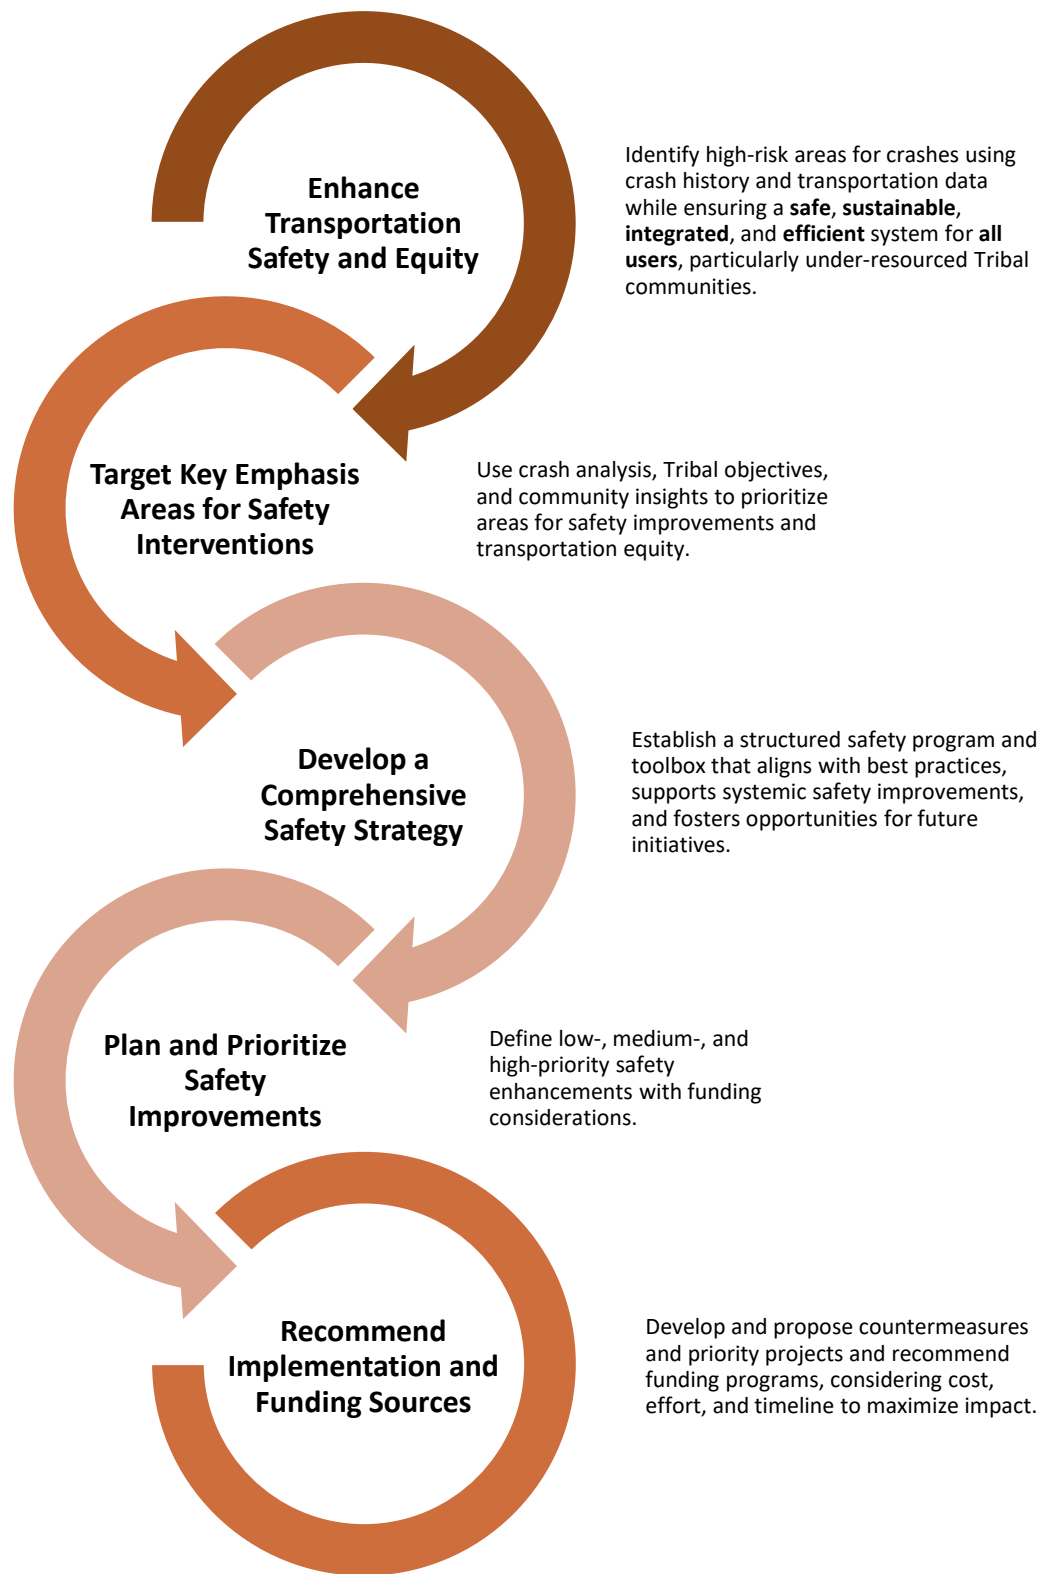 Enhance
Transportation
Safety and Equity
Identify high-risk areas for crashes using
crash history and transportation data
while ensuring a safe, sustainable,
integrated, and efficient system for all
users, particularly under-resourced Tribal
communities.
Target Key Emphasis
Areas for Safety
Interventions
Use crash analysis, Tribal objectives,
and community insights to prioritize
areas for safety improvements and
transportation equity.
Develop a
Comprehensive
Safety Strategy
Establish a structured safety program and
toolbox that aligns with best practices,
supports systemic safety improvements,
and fosters opportunities for future
initiatives.
Plan and Prioritize
Safety
Improvements
Define low-, medium-, and
high-priority safety
enhancements with funding
considerations.
Recommend
Implementation and
Funding Sources
Develop and propose countermeasures
and priority projects and recommend
funding programs, considering cost,
effort, and timeline to maximize impact.